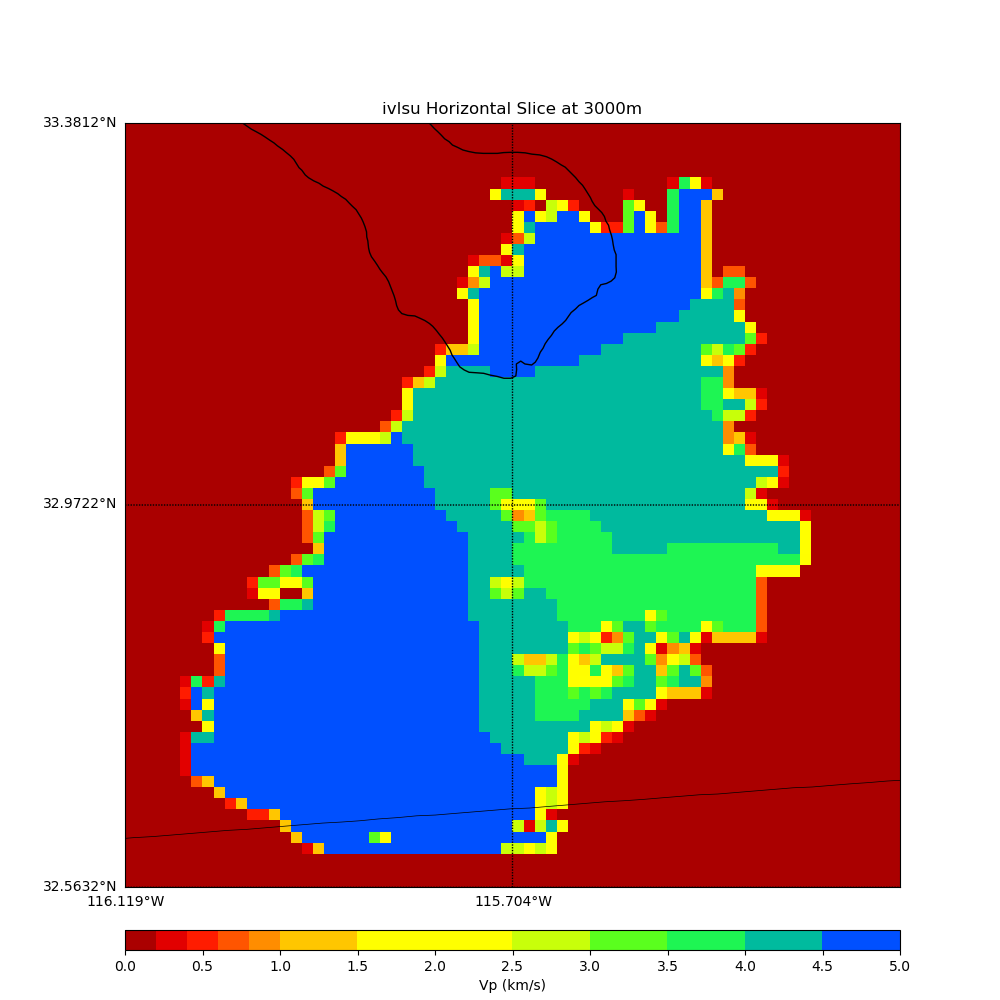 ivlsu Horizontal Slice at 3000m
33.3812°N
32.9722°N
32.5632°N
116.119°W 115.704°W
0.0 0.5 1.0 1.5 2.0 2.5 3.0 3.5 4.0 4.5 5.0
Vp (km/s)